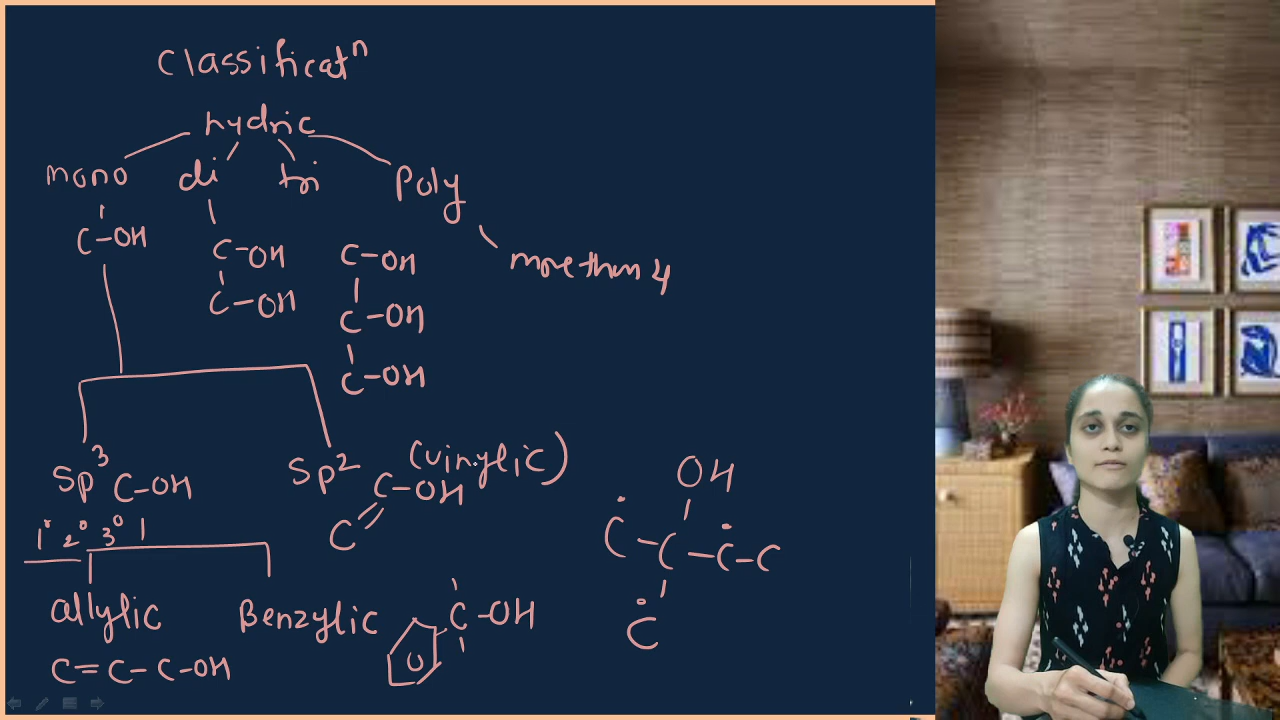 Classificatⁿ
hydric
mono di tri Poly
C-OH
C-OH
C-OH
C-OH
C-OH
C-OH
more than 4
Sp³ C-OH
1° 2° 3°
Sp² (vinylic)
C-OH
C
allylic
C=C-C-OH
Benzylic
C-OH
OH
C-C-C-C
C